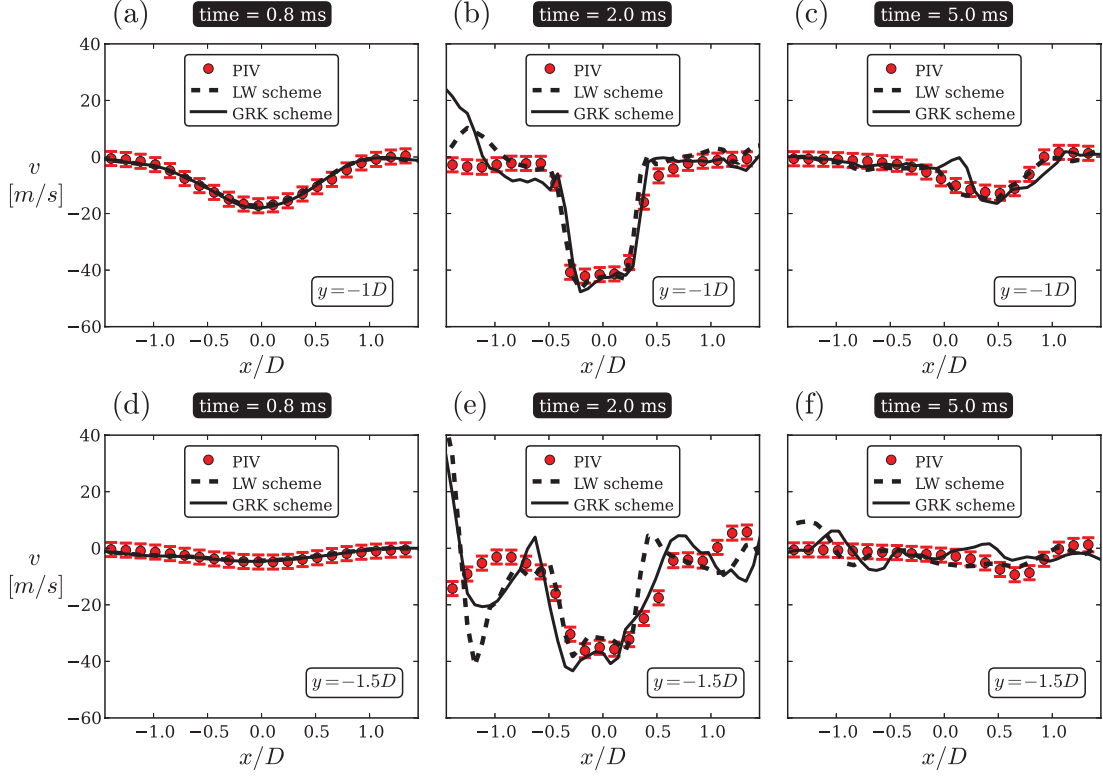 (a) time = 0.8 ms
(b) time = 2.0 ms
(c) time = 5.0 ms
40
20
0
−20
−40
−60
v
[m/s]
PIV
LW scheme
GRK scheme
y=−1D
−1.0 −0.5 0.0 0.5 1.0
x/D
PIV
LW scheme
GRK scheme
y=−1D
−1.0 −0.5 0.0 0.5 1.0
x/D
PIV
LW scheme
GRK scheme
y=−1D
−1.0 −0.5 0.0 0.5 1.0
x/D
(d) time = 0.8 ms
(e) time = 2.0 ms
(f) time = 5.0 ms
40
20
0
−20
−40
−60
v
[m/s]
PIV
LW scheme
GRK scheme
y=−1.5D
−1.0 −0.5 0.0 0.5 1.0
x/D
PIV
LW scheme
GRK scheme
y=−1.5D
−1.0 −0.5 0.0 0.5 1.0
x/D
PIV
LW scheme
GRK scheme
y=−1.5D
−1.0 −0.5 0.0 0.5 1.0
x/D